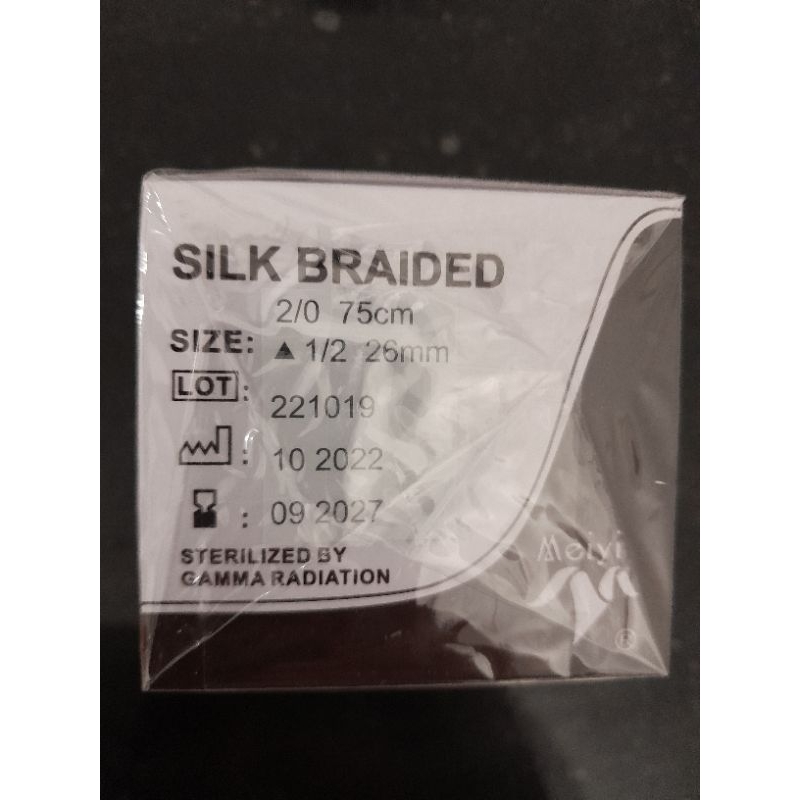 SILK BRAIDED
2/0 75cm
SIZE: ▲ 1/2 26mm
LOT: 221019
: 10 2022
: 09 2027
STERILIZED BY
GAMMA RADIATION
Meiyi
®